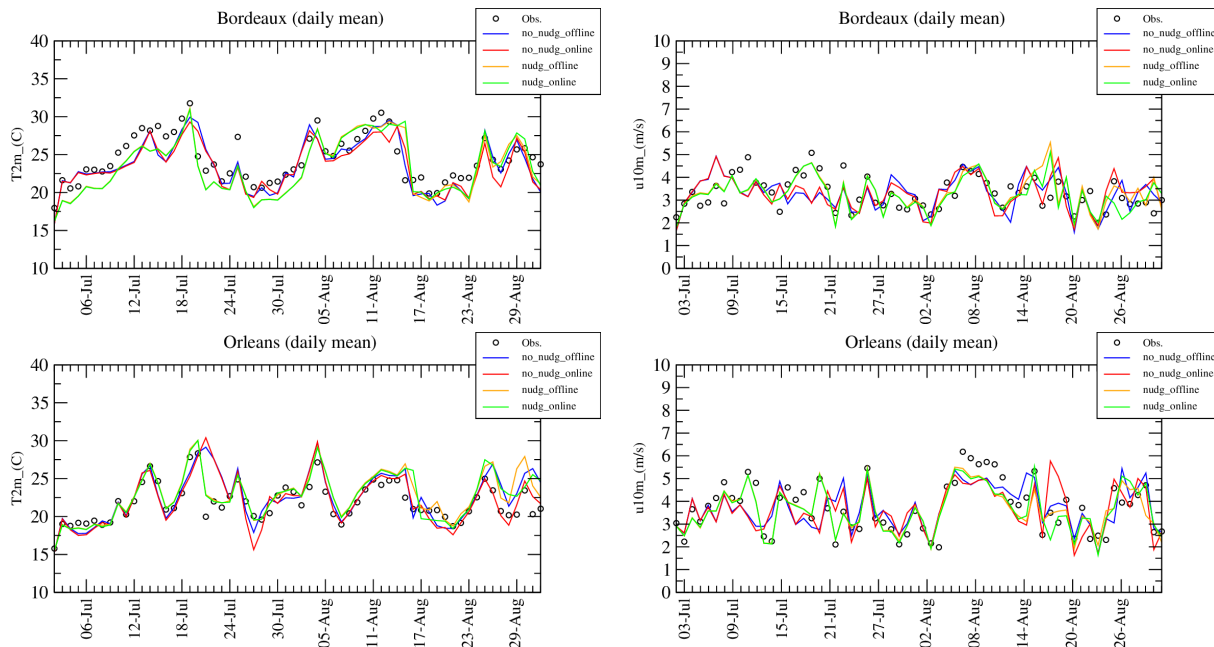 Bordeaux (daily mean)
Obs.
no_nudg_offline
no_nudg_online
nudg_offline
nudg_online
T2m_(C)
40
35
30
25
20
15
10
06-Jul
12-Jul
18-Jul
24-Jul
30-Jul
05-Aug
11-Aug
17-Aug
23-Aug
29-Aug
Bordeaux (daily mean)
Obs.
no_nudg_offline
no_nudg_online
nudg_offline
nudg_online
u10m_(m/s)
10
9
8
7
6
5
4
3
2
1
0
03-Jul
09-Jul
15-Jul
21-Jul
27-Jul
02-Aug
08-Aug
14-Aug
20-Aug
26-Aug
Orleans (daily mean)
Obs.
no_nudg_offline
no_nudg_online
nudg_offline
nudg_online
T2m_(C)
40
35
30
25
20
15
10
06-Jul
12-Jul
18-Jul
24-Jul
30-Jul
05-Aug
11-Aug
17-Aug
23-Aug
29-Aug
Orleans (daily mean)
Obs.
no_nudg_offline
no_nudg_online
nudg_offline
nudg_online
u10m_(m/s)
10
9
8
7
6
5
4
3
2
1
0
03-Jul
09-Jul
15-Jul
21-Jul
27-Jul
02-Aug
08-Aug
14-Aug
20-Aug
26-Aug